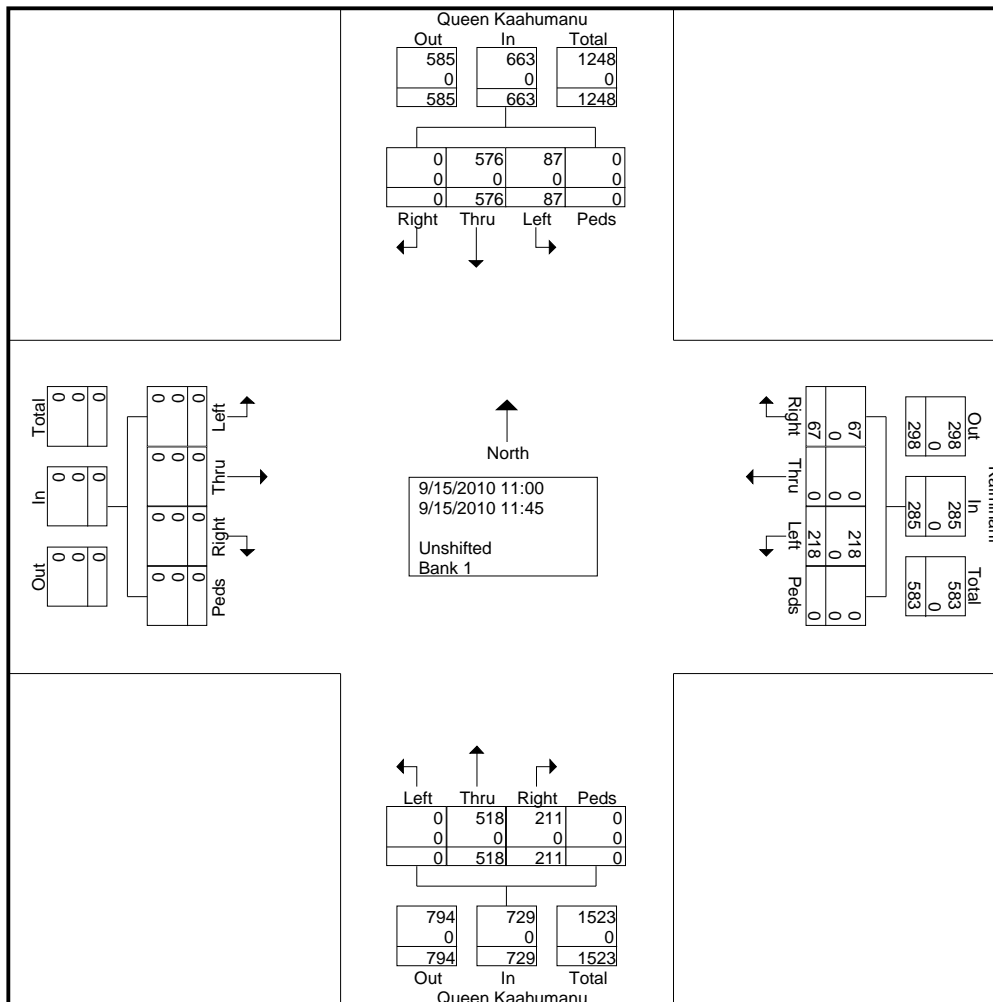 Queen Kaahumanu
Out In Total
585 663 1248
0 0 0
585 663 1248
0 576 87 0
0 0 0 0
0 576 87 0
Right Thru Left Peds
Total
0 0 0
In
0 0 0
Out
0 0 0
Left
0 0 0
Thru
0 0 0
Right
0 0 0
Peds
0 0 0
North
9/15/2010 11:00
9/15/2010 11:45
Unshifted
Bank 1
Right
67 0 67
Thru
0 0 0
Left
218 0 218
Peds
0 0 0
Out
298 0 298
In
285 0 285
Total
583 0 583
Left Thru Right Peds
0 518 211 0
0 0 0 0
0 518 211 0
794 729 1523
0 0 0
794 729 1523
Out In Total
Queen Kaahumanu